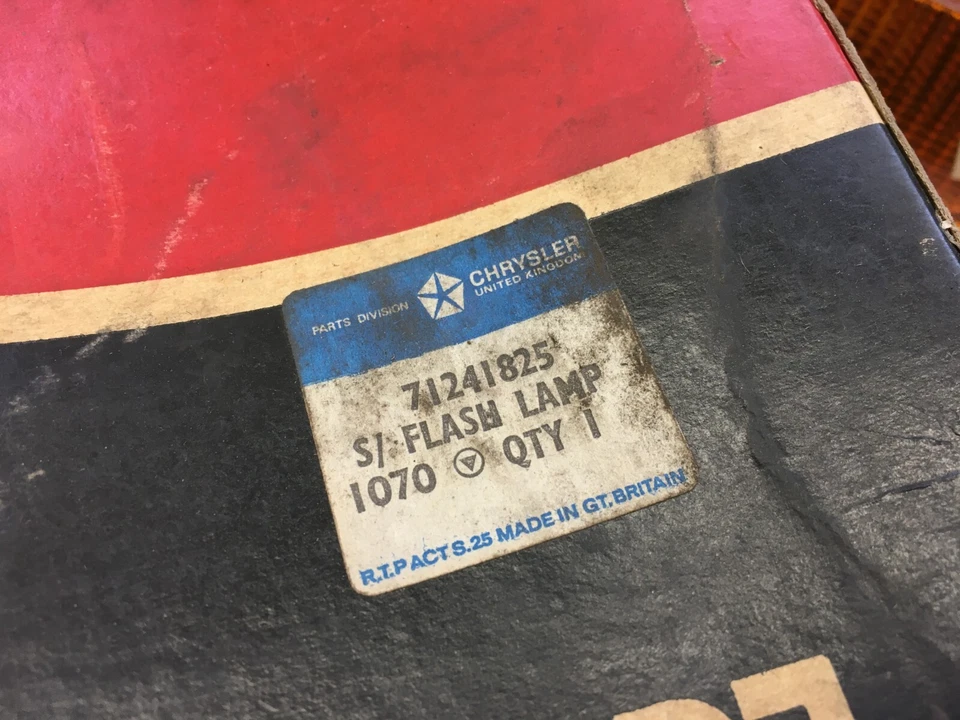 PARTS DIVISION CHRYSLER
UNITED KINGDOM
71241825
S/ FLASH LAMP
1070 QTY 1
R.T.P ACT S.25 MADE IN GT. BRITAIN